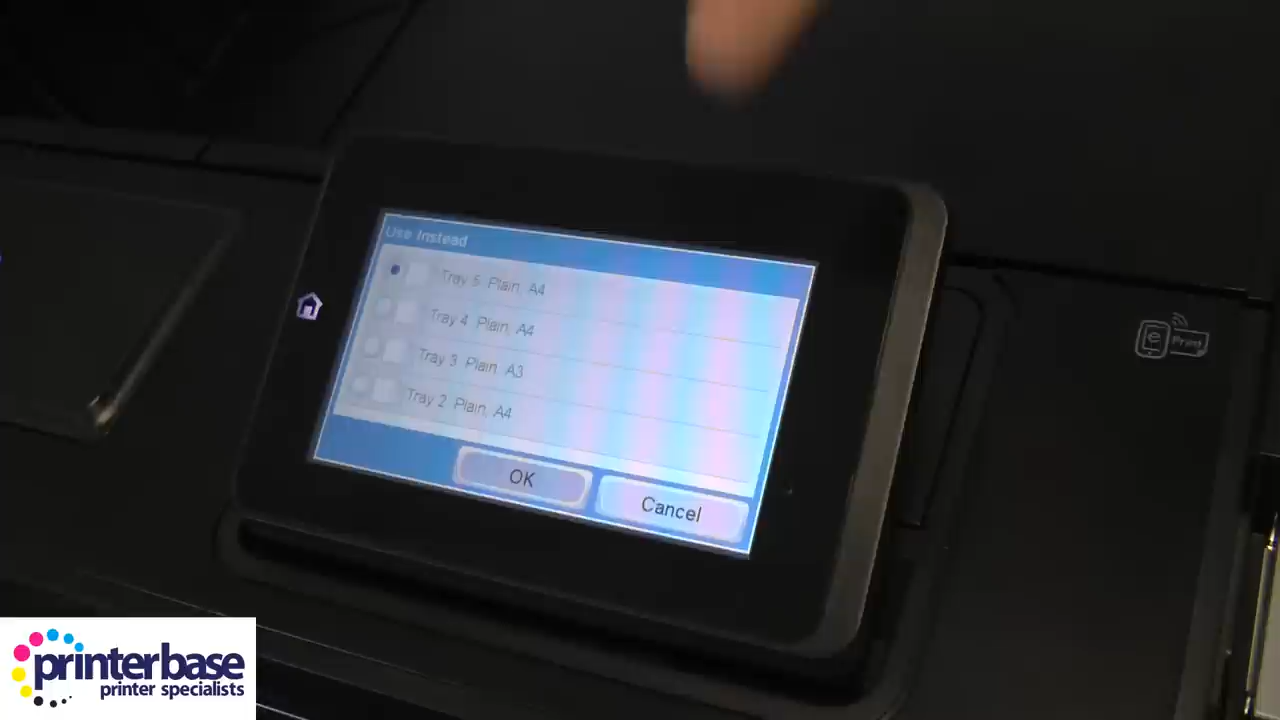 Use Instead
Tray 5 Plain, A4
Tray 4 Plain, A4
Tray 3 Plain, A3
Tray 2 Plain, A4
OK
Cancel
e Print
printerbase
printer specialists